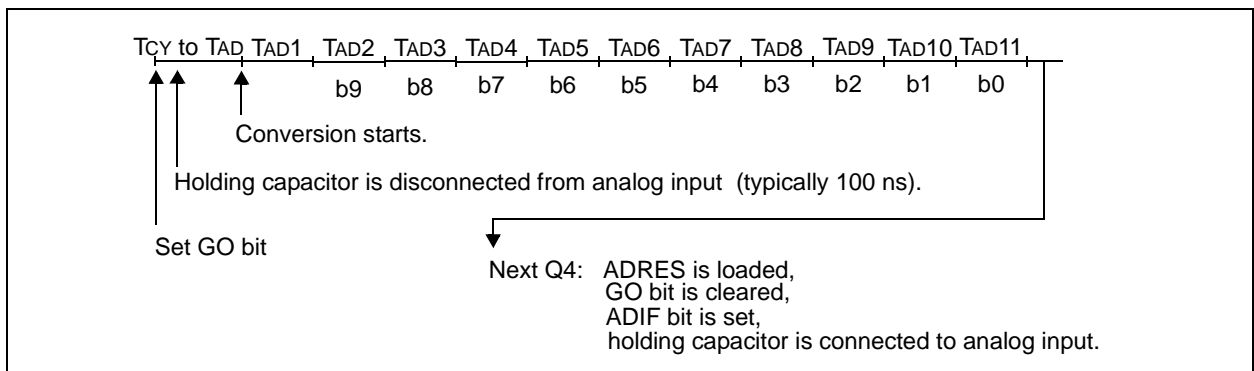 TCY to TAD TAD1 TAD2 TAD3 TAD4 TAD5 TAD6 TAD7 TAD8 TAD9 TAD10 TAD11
b9 b8 b7 b6 b5 b4 b3 b2 b1 b0
Conversion starts.
Holding capacitor is disconnected from analog input (typically 100 ns).
Set GO bit
Next Q4: ADRES is loaded,
GO bit is cleared,
ADIF bit is set,
holding capacitor is connected to analog input.